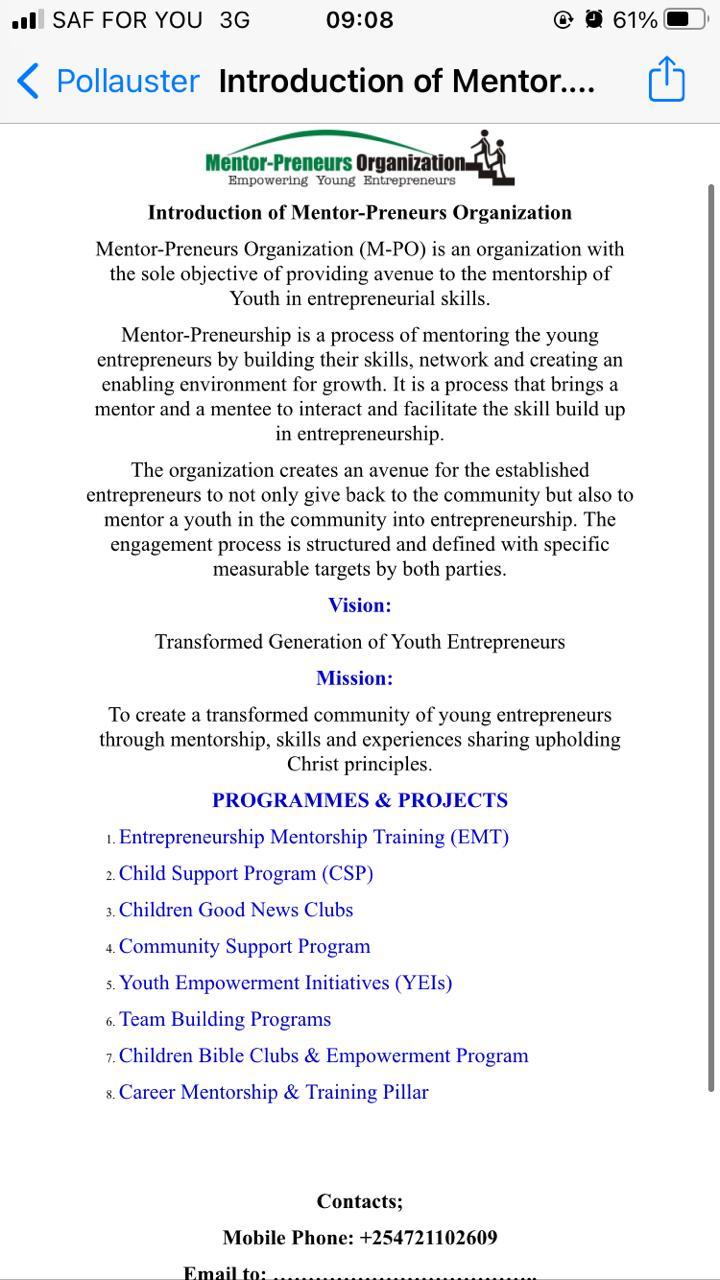 SAF FOR YOU 3G 09:08 61%
Pollauster Introduction of Mentor....
Mentor-Preneurs Organization
Empowering Young Entrepreneurs
Introduction of Mentor-Preneurs Organization
Mentor-Preneurs Organization (M-PO) is an organization with
the sole objective of providing avenue to the mentorship of
Youth in entrepreneurial skills.
Mentor-Preneurship is a process of mentoring the young
entrepreneurs by building their skills, network and creating an
enabling environment for growth. It is a process that brings a
mentor and a mentee to interact and facilitate the skill build up
in entrepreneurship.
The organization creates an avenue for the established
entrepreneurs to not only give back to the community but also to
mentor a youth in the community into entrepreneurship. The
engagement process is structured and defined with specific
measurable targets by both parties.
Vision:
Transformed Generation of Youth Entrepreneurs
Mission:
To create a transformed community of young entrepreneurs
through mentorship, skills and experiences sharing upholding
Christ principles.
PROGRAMMES & PROJECTS
1. Entrepreneurship Mentorship Training (EMT)
2. Child Support Program (CSP)
3. Children Good News Clubs
4. Community Support Program
5. Youth Empowerment Initiatives (YEIs)
6. Team Building Programs
7. Children Bible Clubs & Empowerment Program
8. Career Mentorship & Training Pillar
Contacts;
Mobile Phone: +254721102609
Email to: ........................................